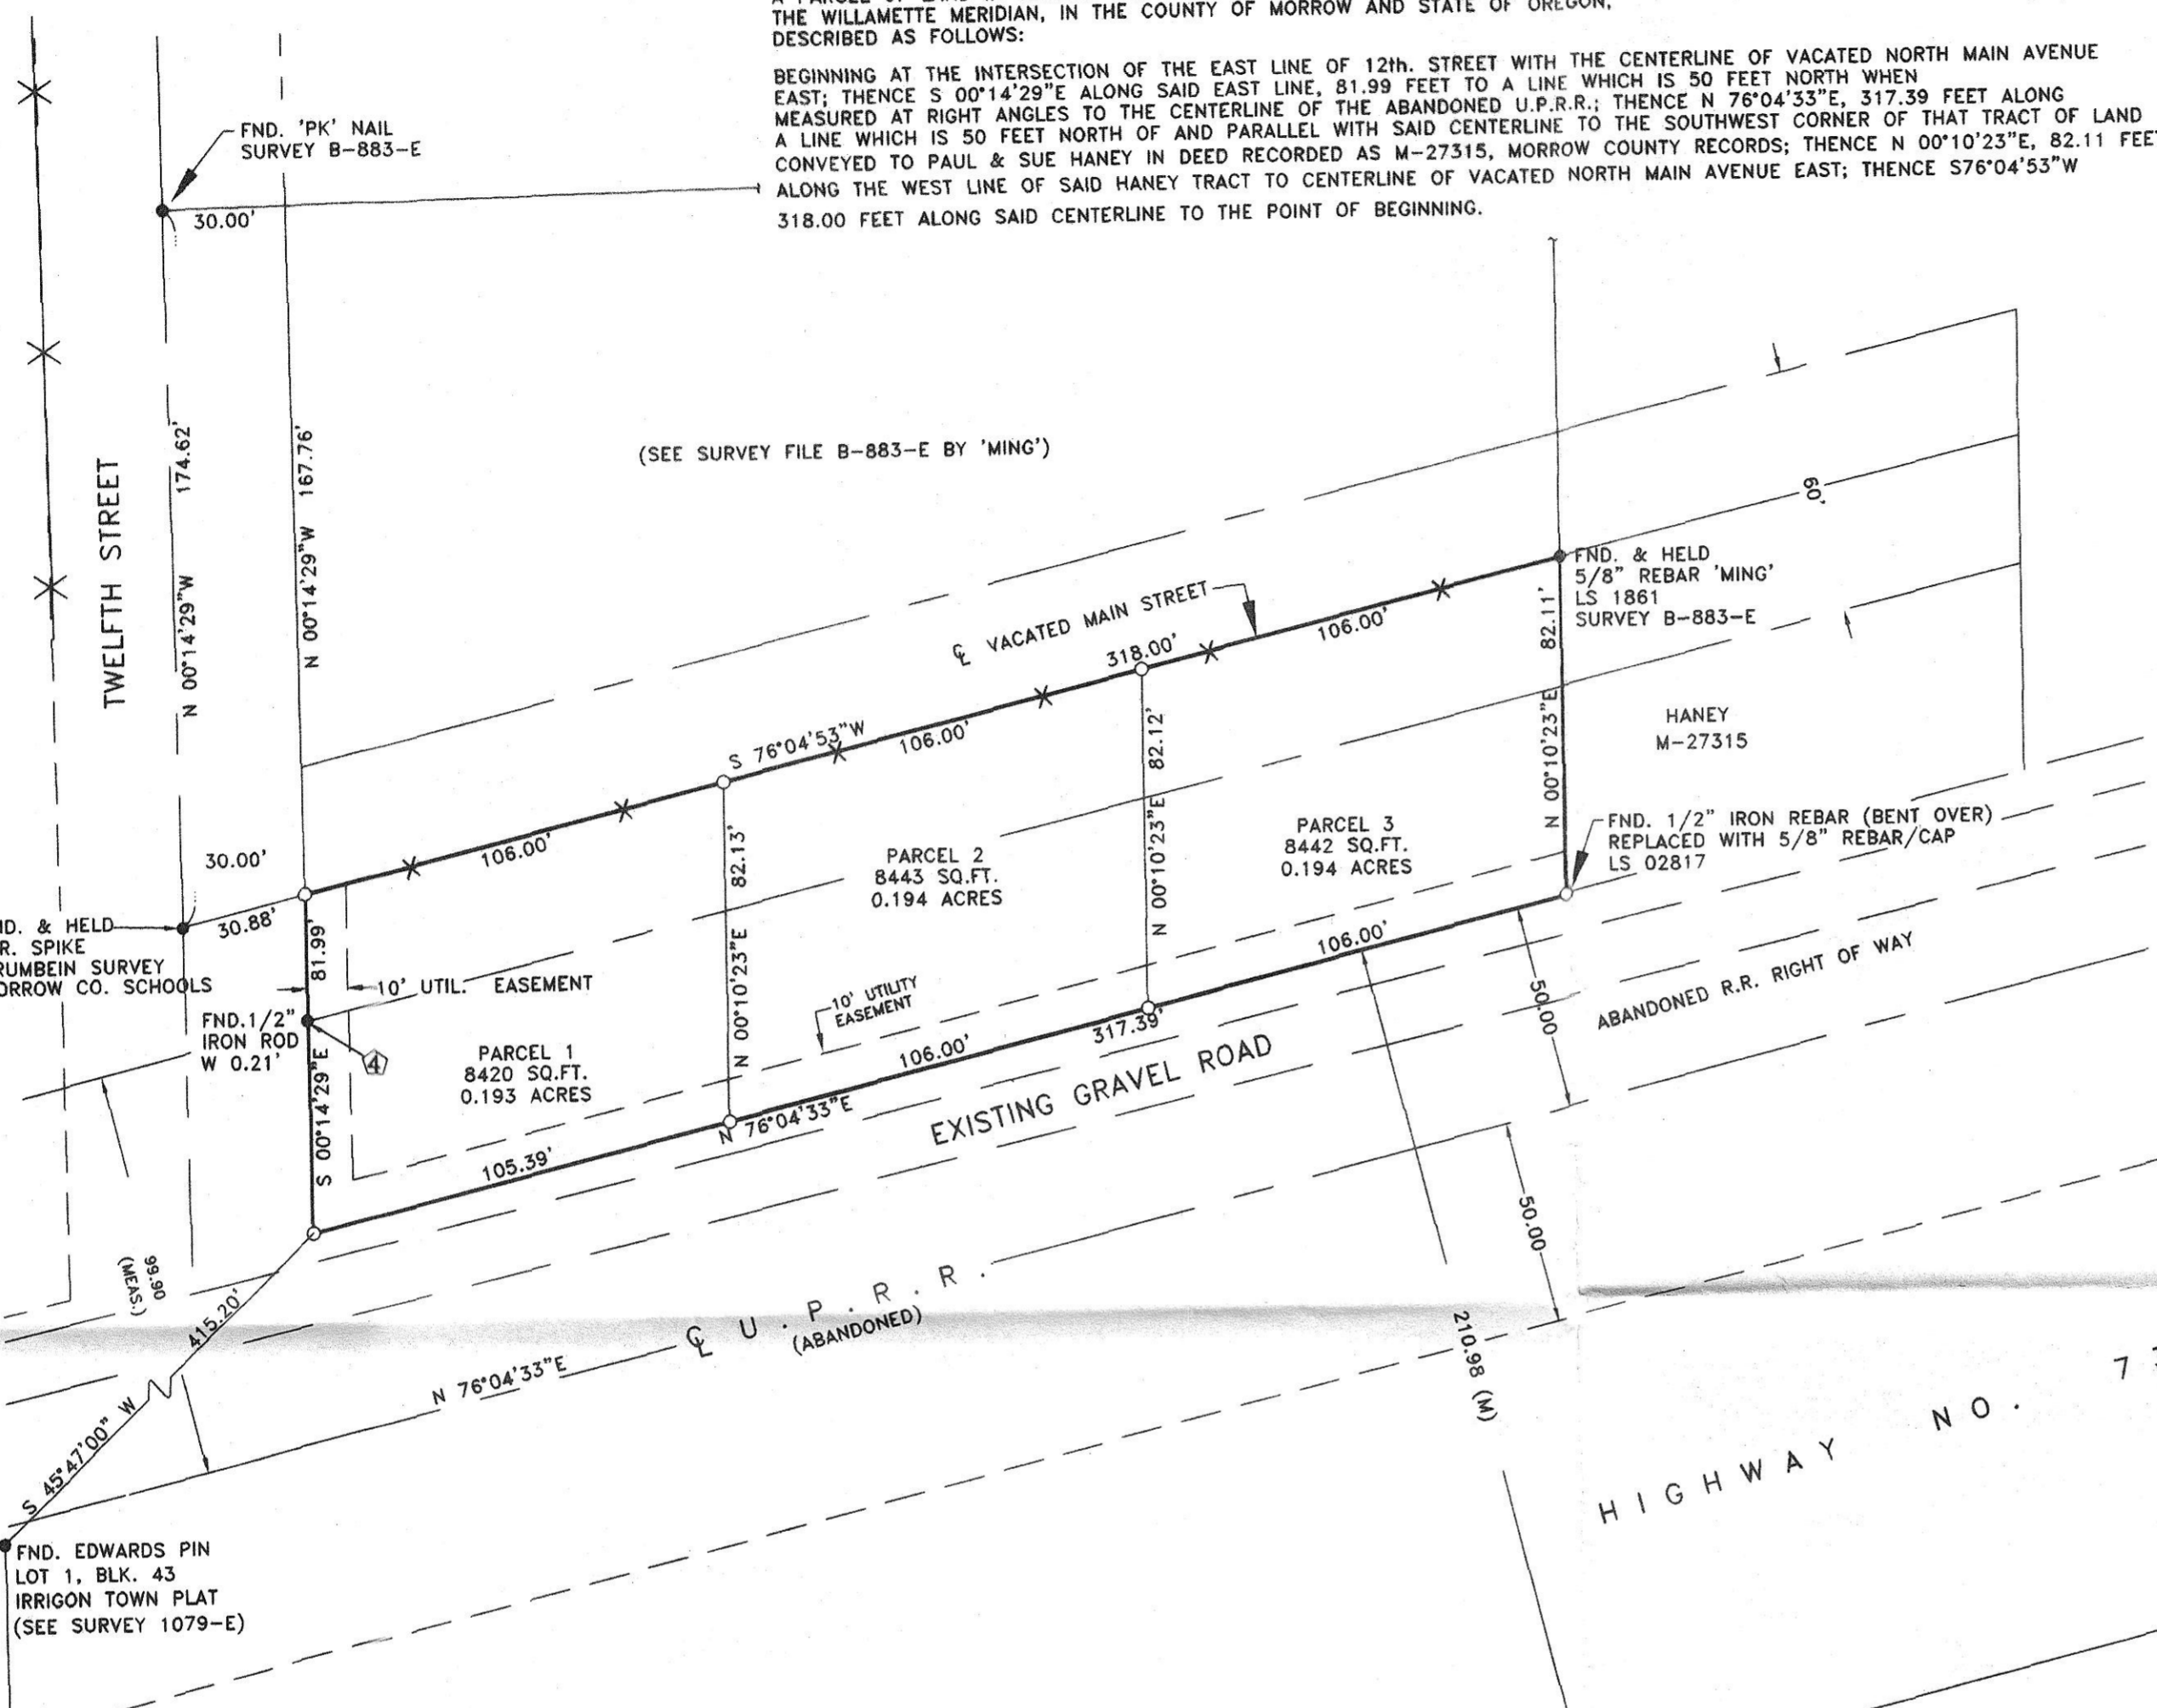 THE WILLAMETTE MERIDIAN, IN THE COUNTY OF MORROW AND STATE OF OREGON,
DESCRIBED AS FOLLOWS:
BEGINNING AT THE INTERSECTION OF THE EAST LINE OF 12th. STREET WITH THE CENTERLINE OF VACATED NORTH MAIN AVENUE
EAST; THENCE S 00°14'29"E ALONG SAID EAST LINE, 81.99 FEET TO A LINE WHICH IS 50 FEET NORTH WHEN
MEASURED AT RIGHT ANGLES TO THE CENTERLINE OF THE ABANDONED U.P.R.R.; THENCE N 76°04'33"E, 317.39 FEET ALONG
A LINE WHICH IS 50 FEET NORTH OF AND PARALLEL WITH SAID CENTERLINE TO THE SOUTHWEST CORNER OF THAT TRACT OF LAND
CONVEYED TO PAUL & SUE HANEY IN DEED RECORDED AS M-27315, MORROW COUNTY RECORDS; THENCE N 00°10'23"E, 82.11 FEET
ALONG THE WEST LINE OF SAID HANEY TRACT TO CENTERLINE OF VACATED NORTH MAIN AVENUE EAST; THENCE S76°04'53"W
318.00 FEET ALONG SAID CENTERLINE TO THE POINT OF BEGINNING.
FND. 'PK' NAIL
SURVEY B-883-E
30.00'
TWELFTH STREET
N 00°14'29"W 174.62'
N 00°14'29"W 167.76'
(SEE SURVEY FILE B-883-E BY 'MING')
60'
FND. & HELD
5/8" REBAR 'MING'
LS 1861
SURVEY B-883-E
℄ VACATED MAIN STREET
318.00'
106.00'
S 76°04'53"W
106.00'
106.00'
N 00°10'23"E 82.11'
HANEY
M-27315
N 00°10'23"E 82.12'
N 00°10'23"E 82.13'
PARCEL 3
8442 SQ.FT.
0.194 ACRES
PARCEL 2
8443 SQ.FT.
0.194 ACRES
FND. 1/2" IRON REBAR (BENT OVER)
REPLACED WITH 5/8" REBAR/CAP
LS 02817
30.00'
30.88'
& HELD
SPIKE
SURVEY
CO. SCHOOLS
S 00°14'29"E 81.99'
10' UTIL. EASEMENT
FND.1/2"
IRON ROD
W 0.21'
4
PARCEL 1
8420 SQ.FT.
0.193 ACRES
10' UTILITY
EASEMENT
106.00'
317.39'
106.00'
N 76°04'33"E
105.39'
EXISTING GRAVEL ROAD
50.00
ABANDONED R.R. RIGHT OF WAY
50.00
99.90
(MEAS.)
415.20'
S 45°47'00" W
℄ U . P . R . R .
(ABANDONED)
N 76°04'33"E
210.98 (M)
HIGHWAY NO. 7
FND. EDWARDS PIN
LOT 1, BLK. 43
IRRIGON TOWN PLAT
(SEE SURVEY 1079-E)